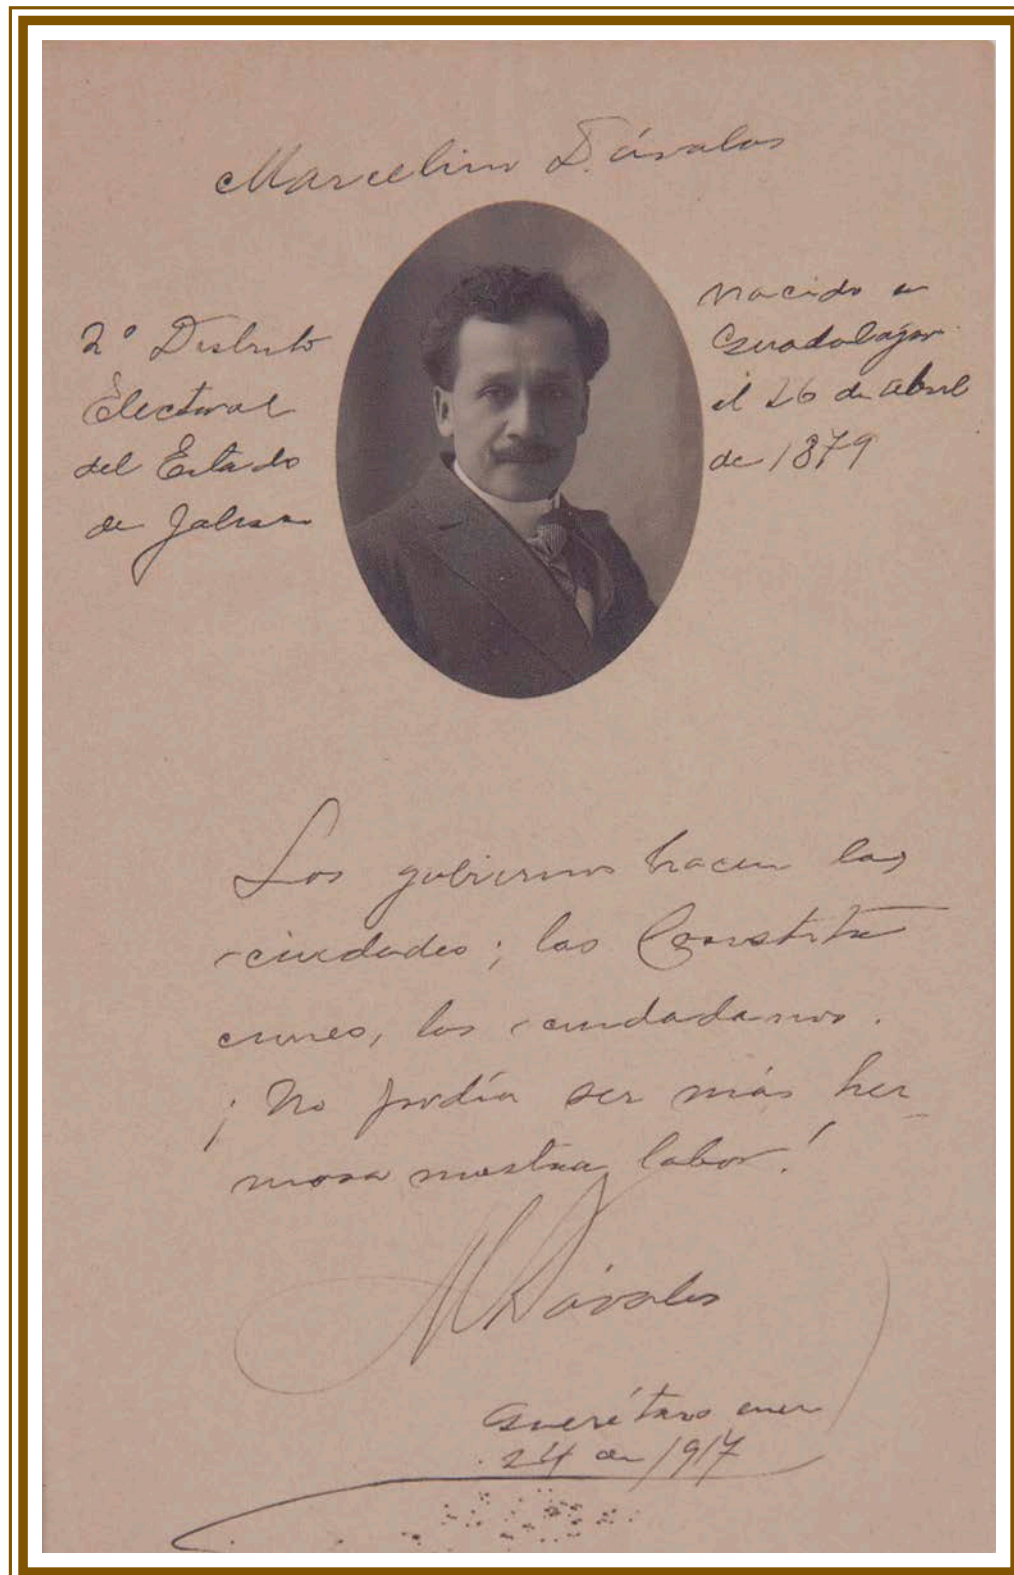 Marcelino Dávalos
2º Distrito
Electoral
del Estado
de Jalisco
nacido en
Guadalajara
el 26 de abril
de 1879
Los gobiernos hacen las
ciudades; las Constitu
ciones, los ciudadanos.
¡No podía ser más her
mosa nuestra labor!
MDávalos
Querétaro enero
24 de 1917